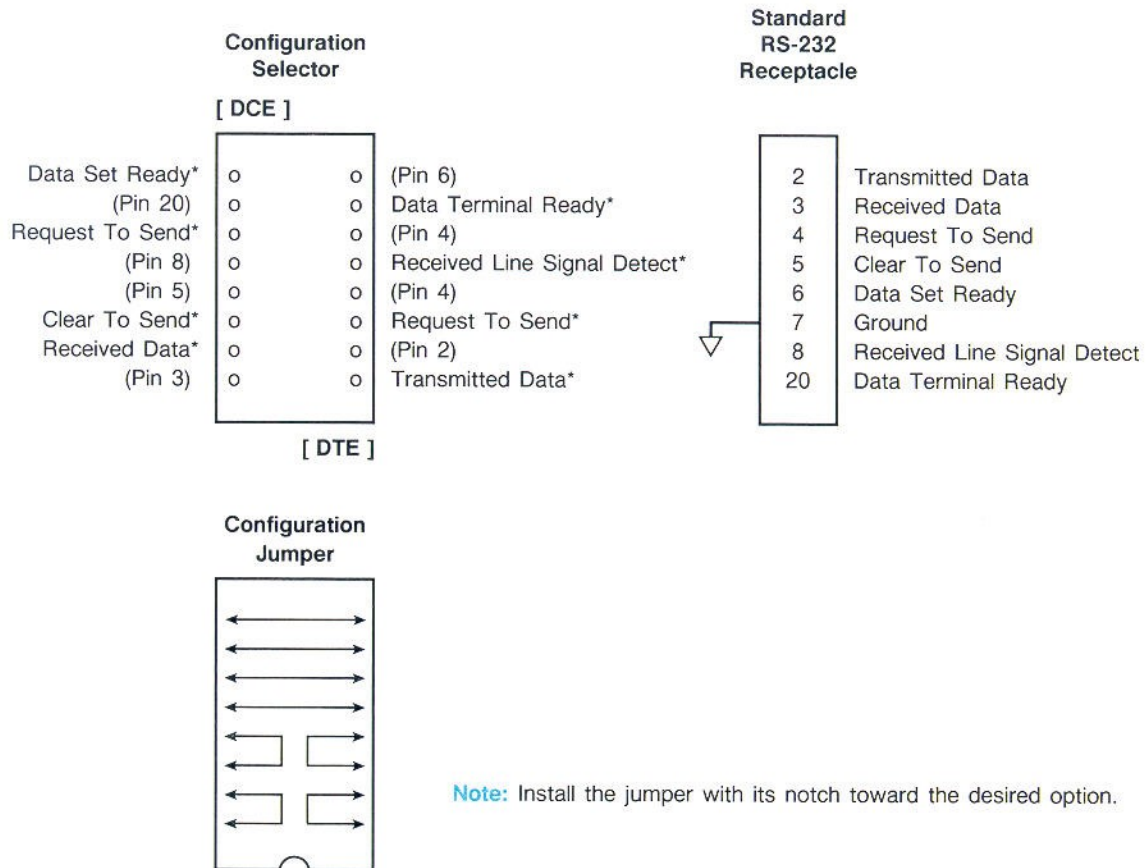 Configuration
Selector
[ DCE ]
Data Set Ready* o o (Pin 6)
(Pin 20) o o Data Terminal Ready*
Request To Send* o o (Pin 4)
(Pin 8) o o Received Line Signal Detect*
(Pin 5) o o (Pin 4)
Clear To Send* o o Request To Send*
Received Data* o o (Pin 2)
(Pin 3) o o Transmitted Data*
[ DTE ]
Standard
RS-232
Receptacle
2 Transmitted Data
3 Received Data
4 Request To Send
5 Clear To Send
6 Data Set Ready
7 Ground
8 Received Line Signal Detect
20 Data Terminal Ready
Configuration
Jumper
Note: Install the jumper with its notch toward the desired option.